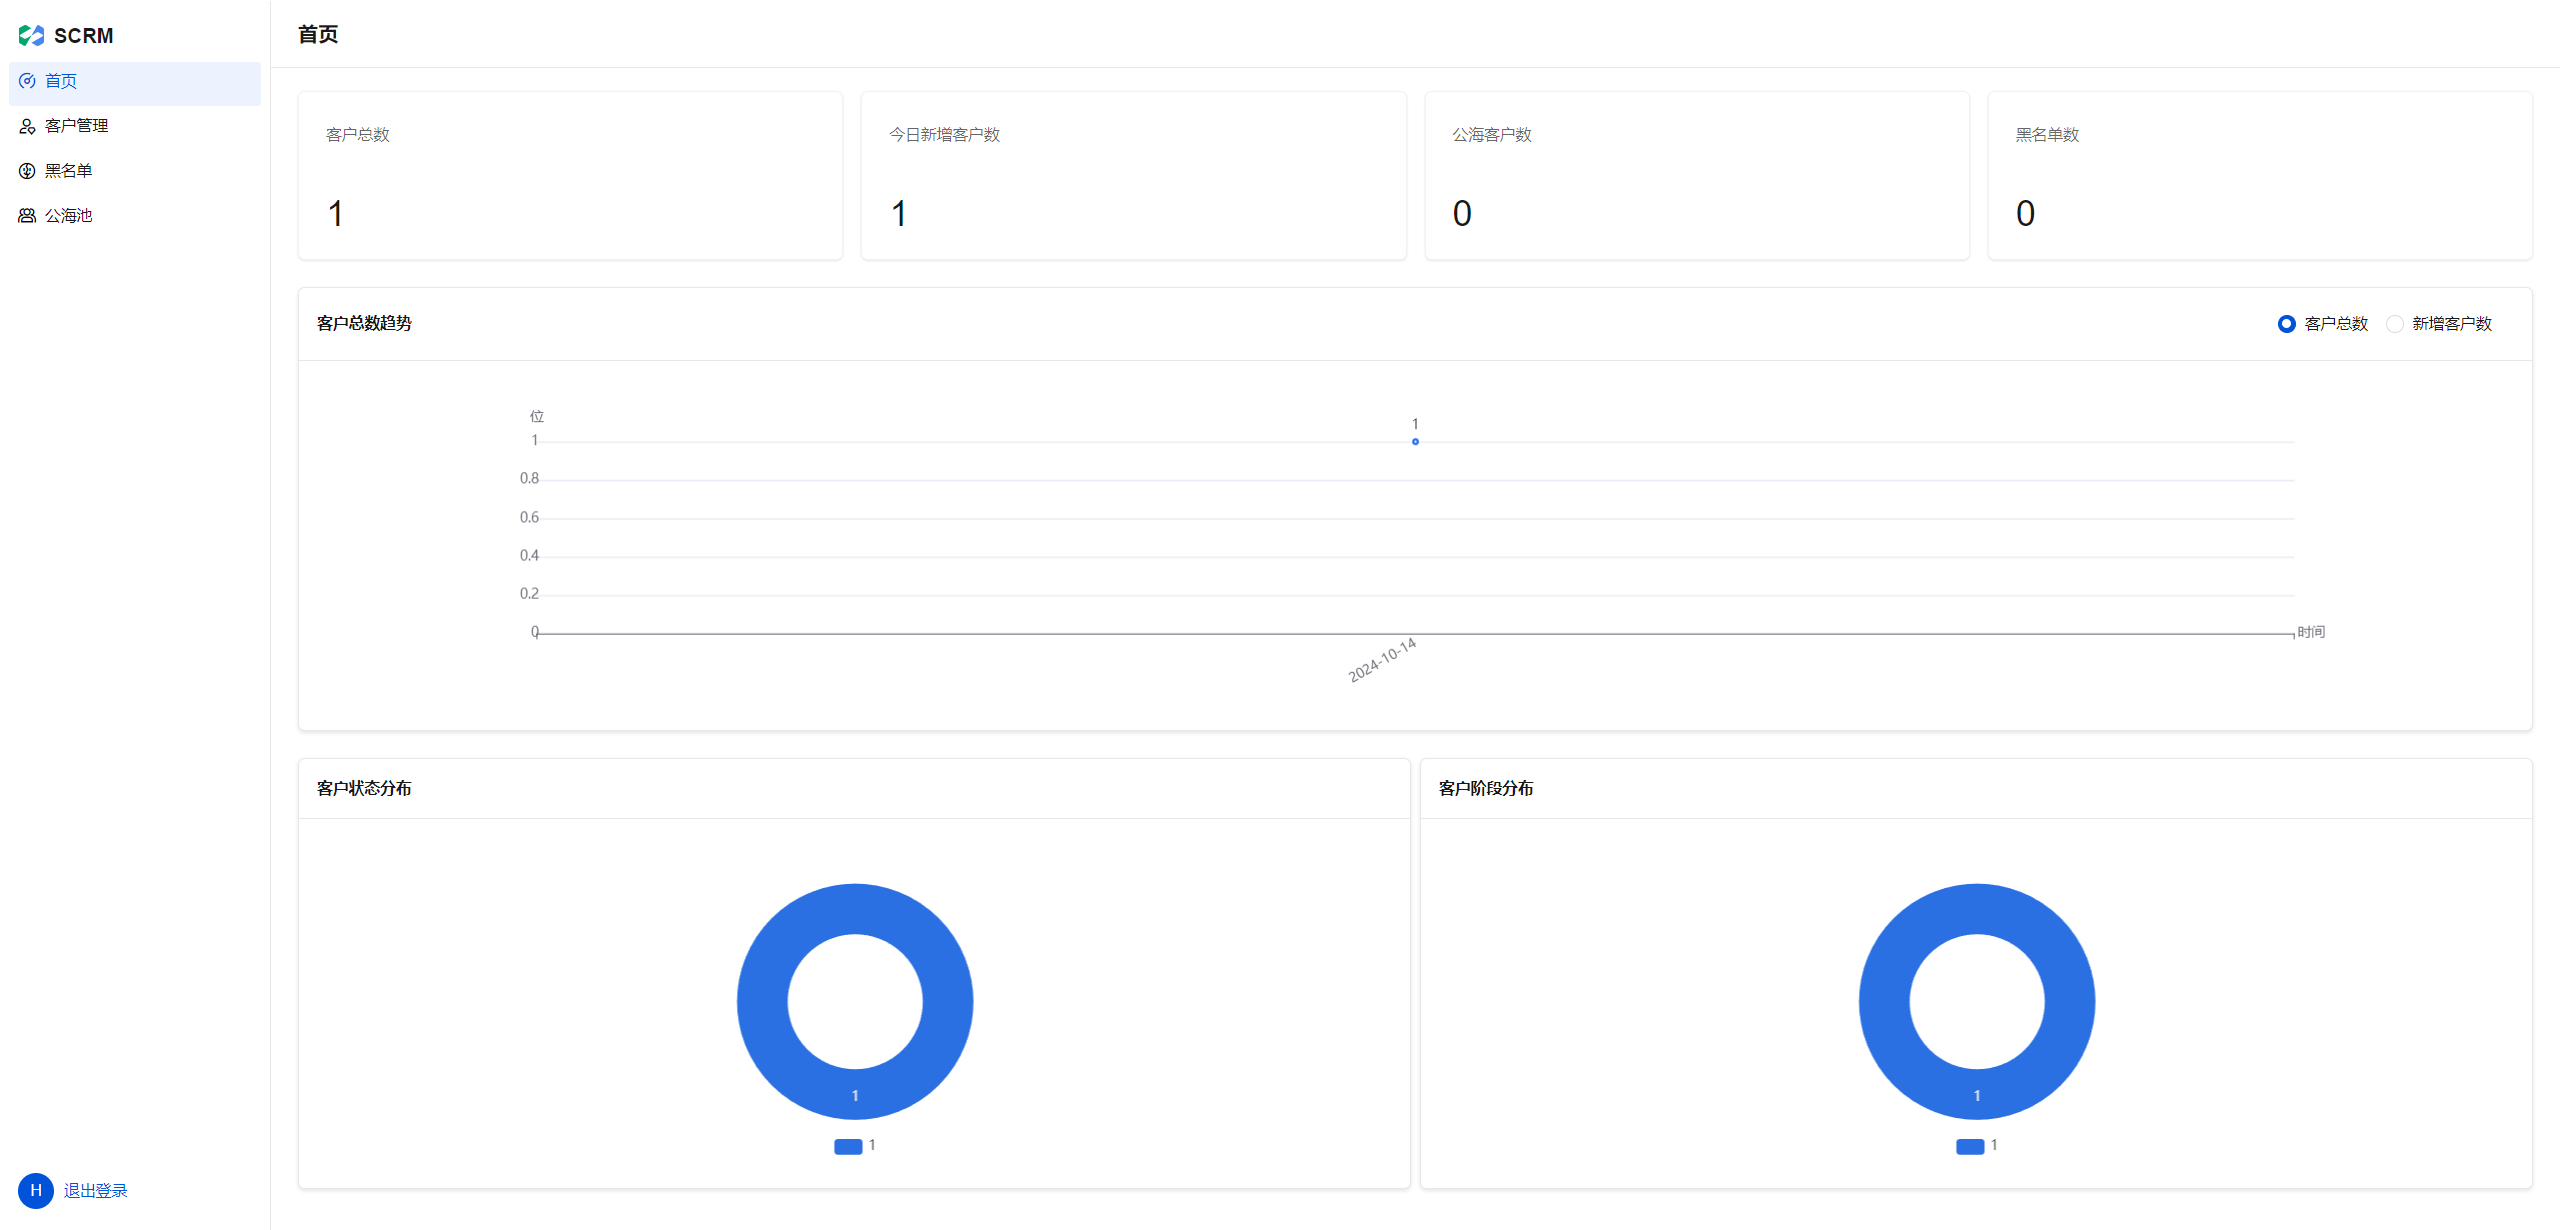 SCRM
首页
客户管理
黑名单
公海池
H 退出登录
首页
客户总数
1
今日新增客户数
1
公海客户数
0
黑名单数
0
客户总数趋势
客户总数 新增客户数
位
1
1
0.8
0.6
0.4
0.2
0
时间
2024-10-14
客户状态分布
1
1
客户阶段分布
1
1